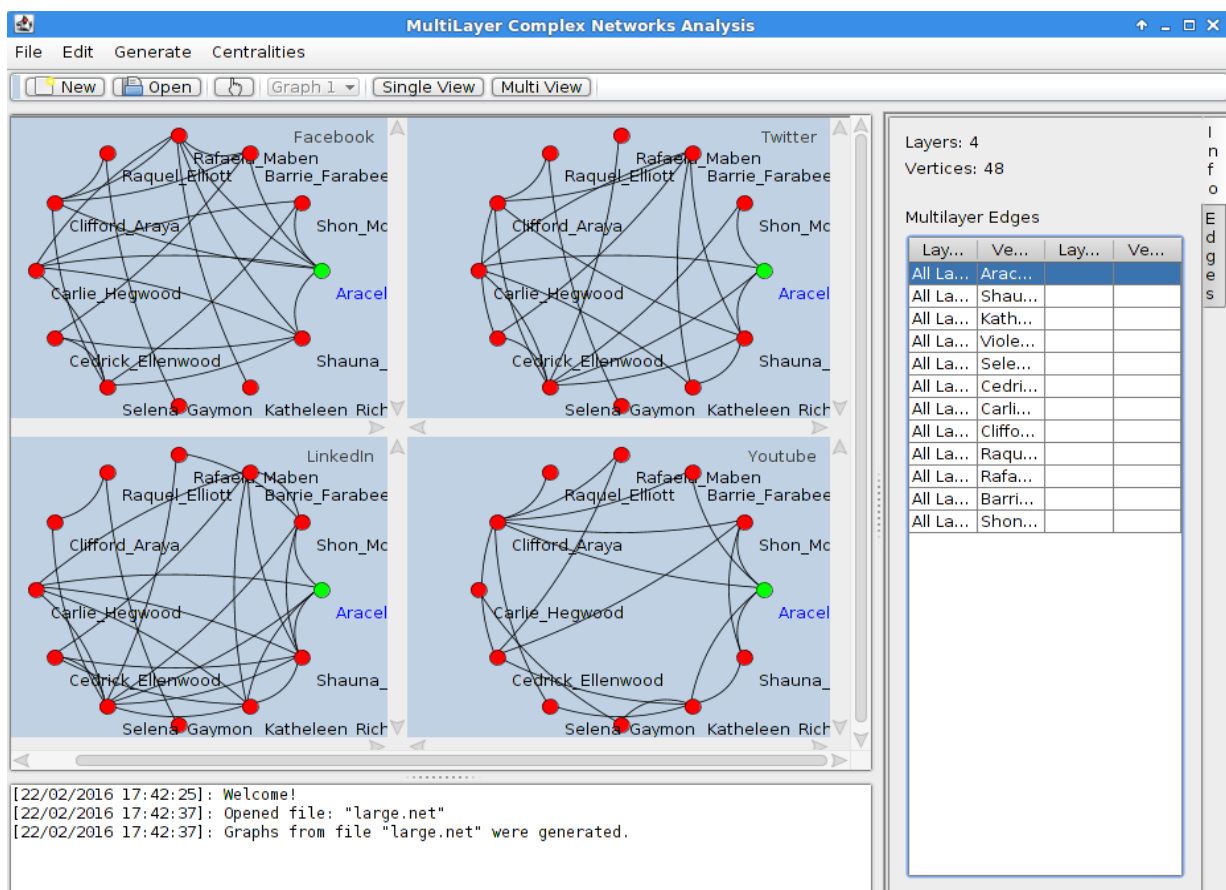 MultiLayer Complex Networks Analysis
File Edit Generate Centralities
New Open Graph 1 Single View Multi View
Facebook
Rafaela_Maben
Raquel_Elliott Barrie_Farabee
Clifford_Araya Shon_Mc
Carlie_Hegwood Aracel
Cedrick_Ellenwood Shauna_
Selena_Gaymon Katheleen_Rich
Twitter
Rafaela_Maben
Raquel_Elliott Barrie_Farabee
Clifford_Araya Shon_Mc
Carlie_Hegwood Aracel
Cedrick_Ellenwood Shauna_
Selena_Gaymon Katheleen_Rich
LinkedIn
Rafaela_Maben
Raquel_Elliott Barrie_Farabee
Clifford_Araya Shon_Mc
Carlie_Hegwood Aracel
Cedrick_Ellenwood Shauna_
Selena_Gaymon Katheleen_Rich
Youtube
Rafaela_Maben
Raquel_Elliott Barrie_Farabee
Clifford_Araya Shon_Mc
Carlie_Hegwood Aracel
Cedrick_Ellenwood Shauna_
Selena_Gaymon Katheleen_Rich
[22/02/2016 17:42:25]: Welcome!
[22/02/2016 17:42:37]: Opened file: "large.net"
[22/02/2016 17:42:37]: Graphs from file "large.net" were generated.
Layers: 4
Vertices: 48
Multilayer Edges
Lay... Ve... Lay... Ve...
All La... Arac...
All La... Shau...
All La... Kath...
All La... Viole...
All La... Sele...
All La... Cedri...
All La... Carli...
All La... Cliffo...
All La... Raqu...
All La... Rafa...
All La... Barri...
All La... Shon...
Info
Edges